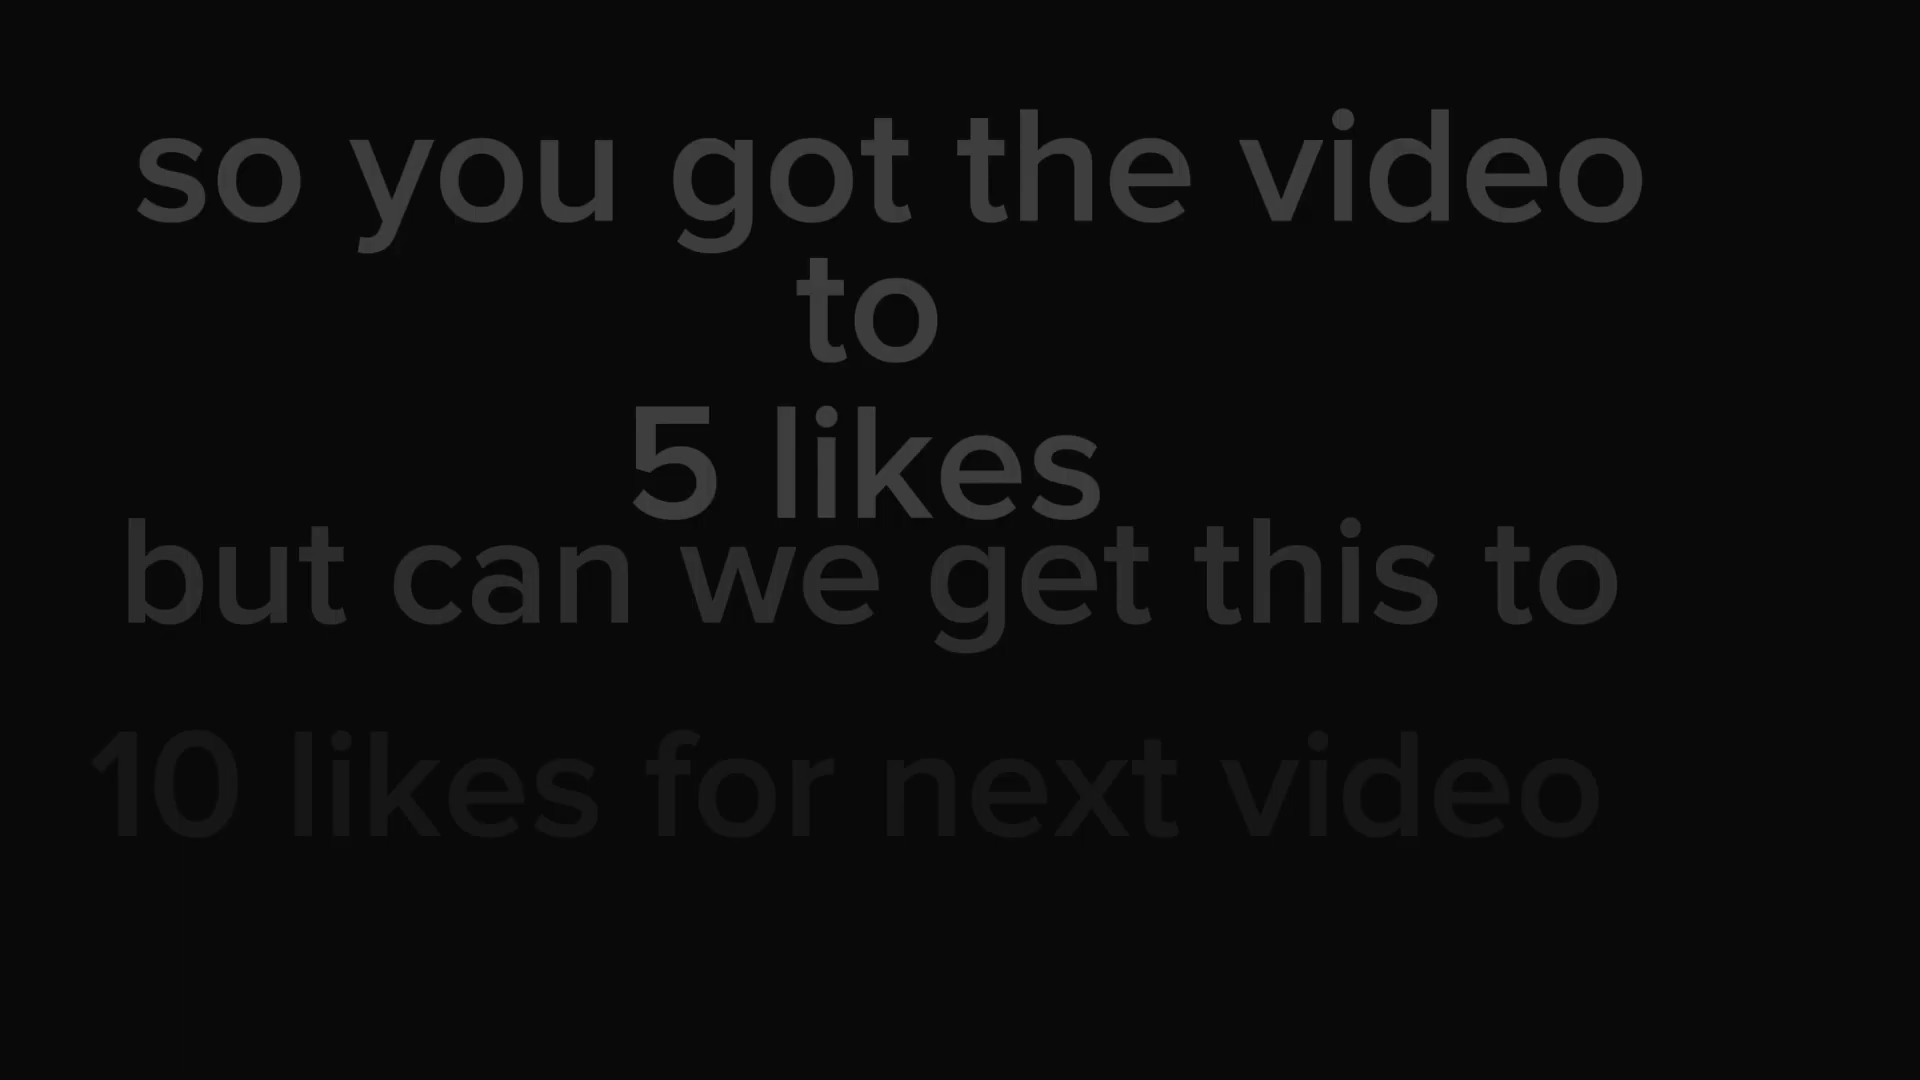 so you got the video
to
5 likes
but can we get this to
10 likes for next video